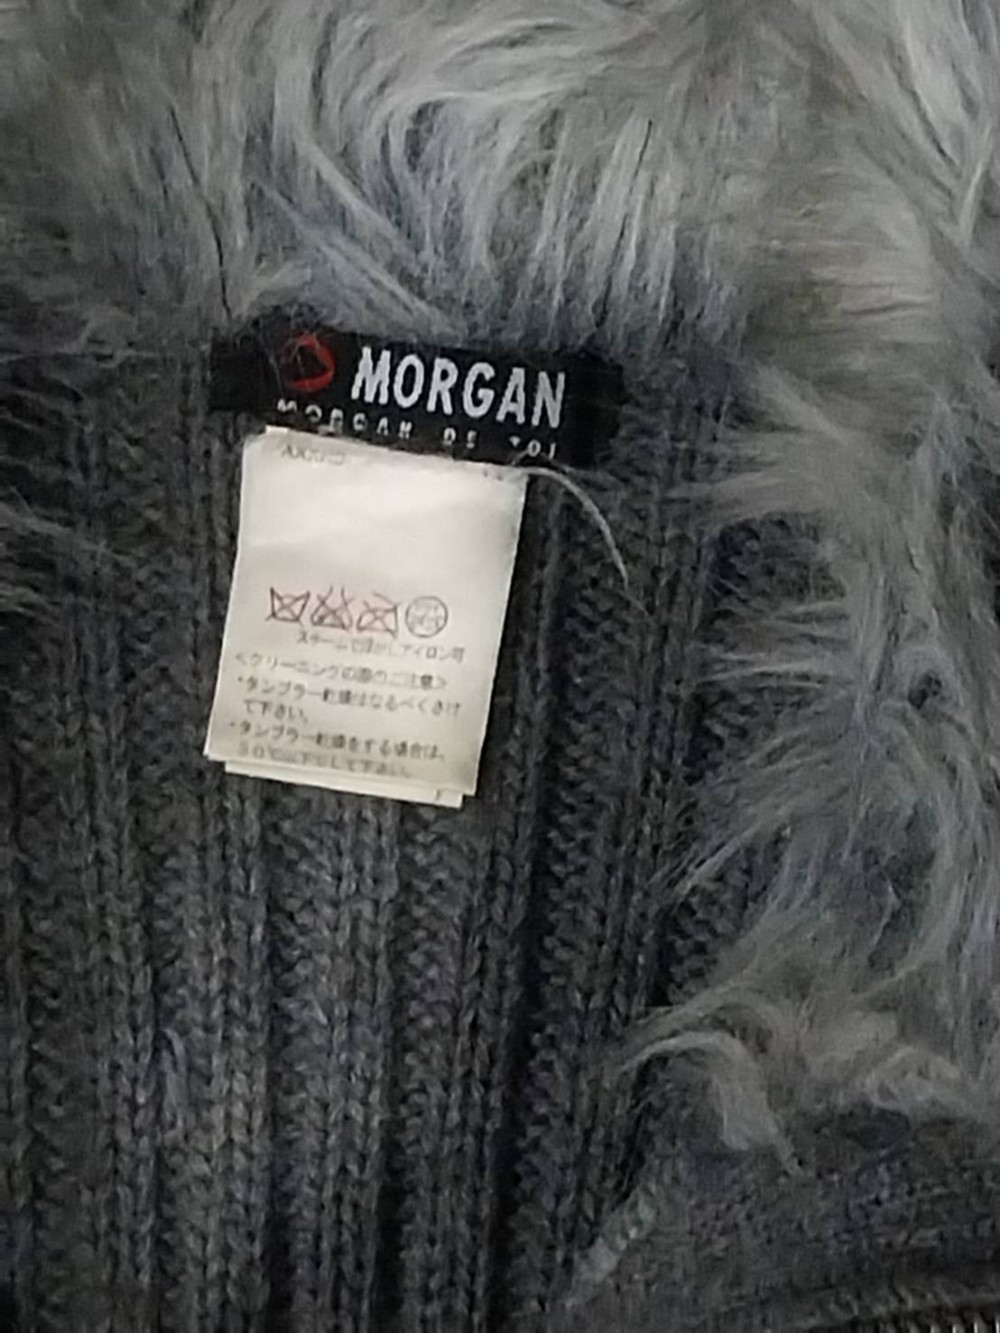 MORGAN
MORGAN DE TOI
スチームで浮かしアイロン可
<クリーニングの際のご注意>
・タンブラー乾燥はなるべくさけ
て下さい。
・タンブラー乾燥をする場合は、